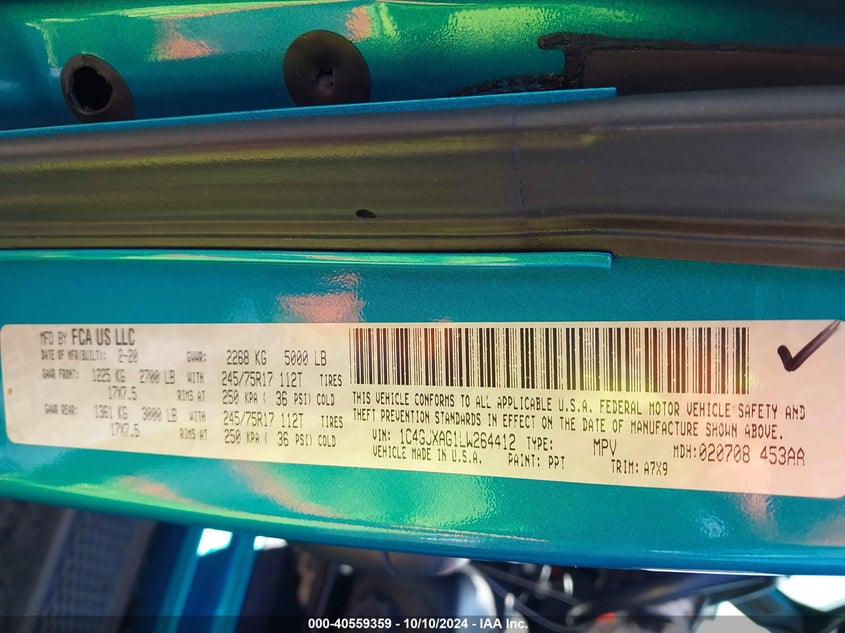 MFD BY FCA US LLC
DATE OF MFR(BUILT): 2-20 GVWR: 2268 KG 5000 LB
GAWR FRONT: 1225 KG 2700 LB WITH 245/75R17 112T TIRES
17X7.5 RIMS AT 250 KPA ( 36 PSI) COLD
GAWR REAR: 1361 KG 3000 LB WITH 245/75R17 112T TIRES
17X7.5 RIMS AT 250 KPA ( 36 PSI) COLD
THIS VEHICLE CONFORMS TO ALL APPLICABLE U.S.A. FEDERAL MOTOR VEHICLE SAFETY AND
THEFT PREVENTION STANDARDS IN EFFECT ON THE DATE OF MANUFACTURE SHOWN ABOVE.
VIN: 1C4GJXAG1LW264412 TYPE: MPV MDH:020708 453AA
VEHICLE MADE IN U.S.A. PAINT: PPT TRIM: A7X9
000-40559359 - 10/10/2024 - IAA Inc.